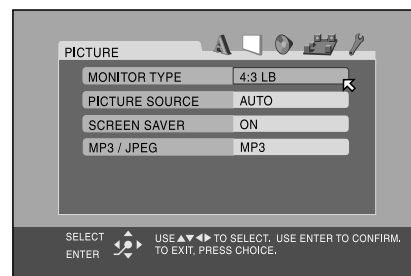 PICTURE
MONITOR TYPE 4:3 LB
PICTURE SOURCE AUTO
SCREEN SAVER ON
MP3 / JPEG MP3
SELECT USE▲▼◀▶ TO SELECT. USE ENTER TO CONFIRM.
ENTER TO EXIT, PRESS CHOICE.